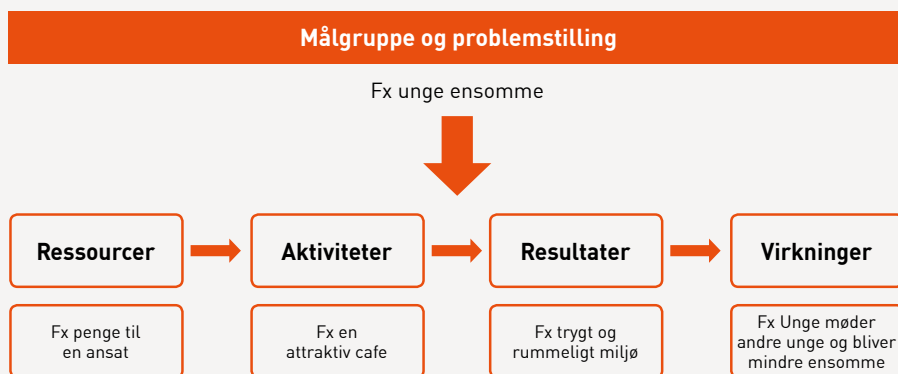 Målgruppe og problemstilling
Fx unge ensomme
Ressourcer
Aktiviteter
Resultater
Virkninger
Fx penge til
en ansat
Fx en
attraktiv cafe
Fx trygt og
rummeligt miljø
Fx Unge møder
andre unge og bliver
mindre ensomme